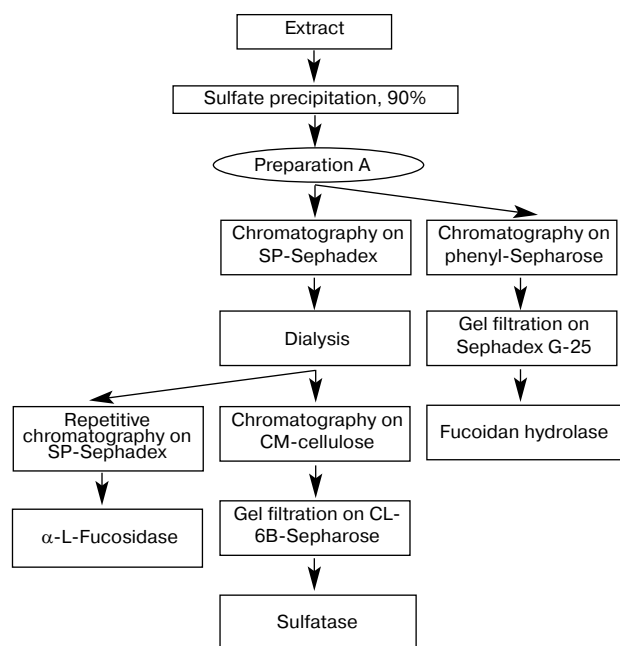 Extract
Sulfate precipitation, 90%
Preparation A
Chromatography on
SP-Sephadex
Chromatography on
phenyl-Sepharose
Dialysis
Gel filtration on
Sephadex G-25
Repetitive
chromatography on
SP-Sephadex
Chromatography on
CM-cellulose
Fucoidan hydrolase
α-L-Fucosidase
Gel filtration on CL-
6B-Sepharose
Sulfatase